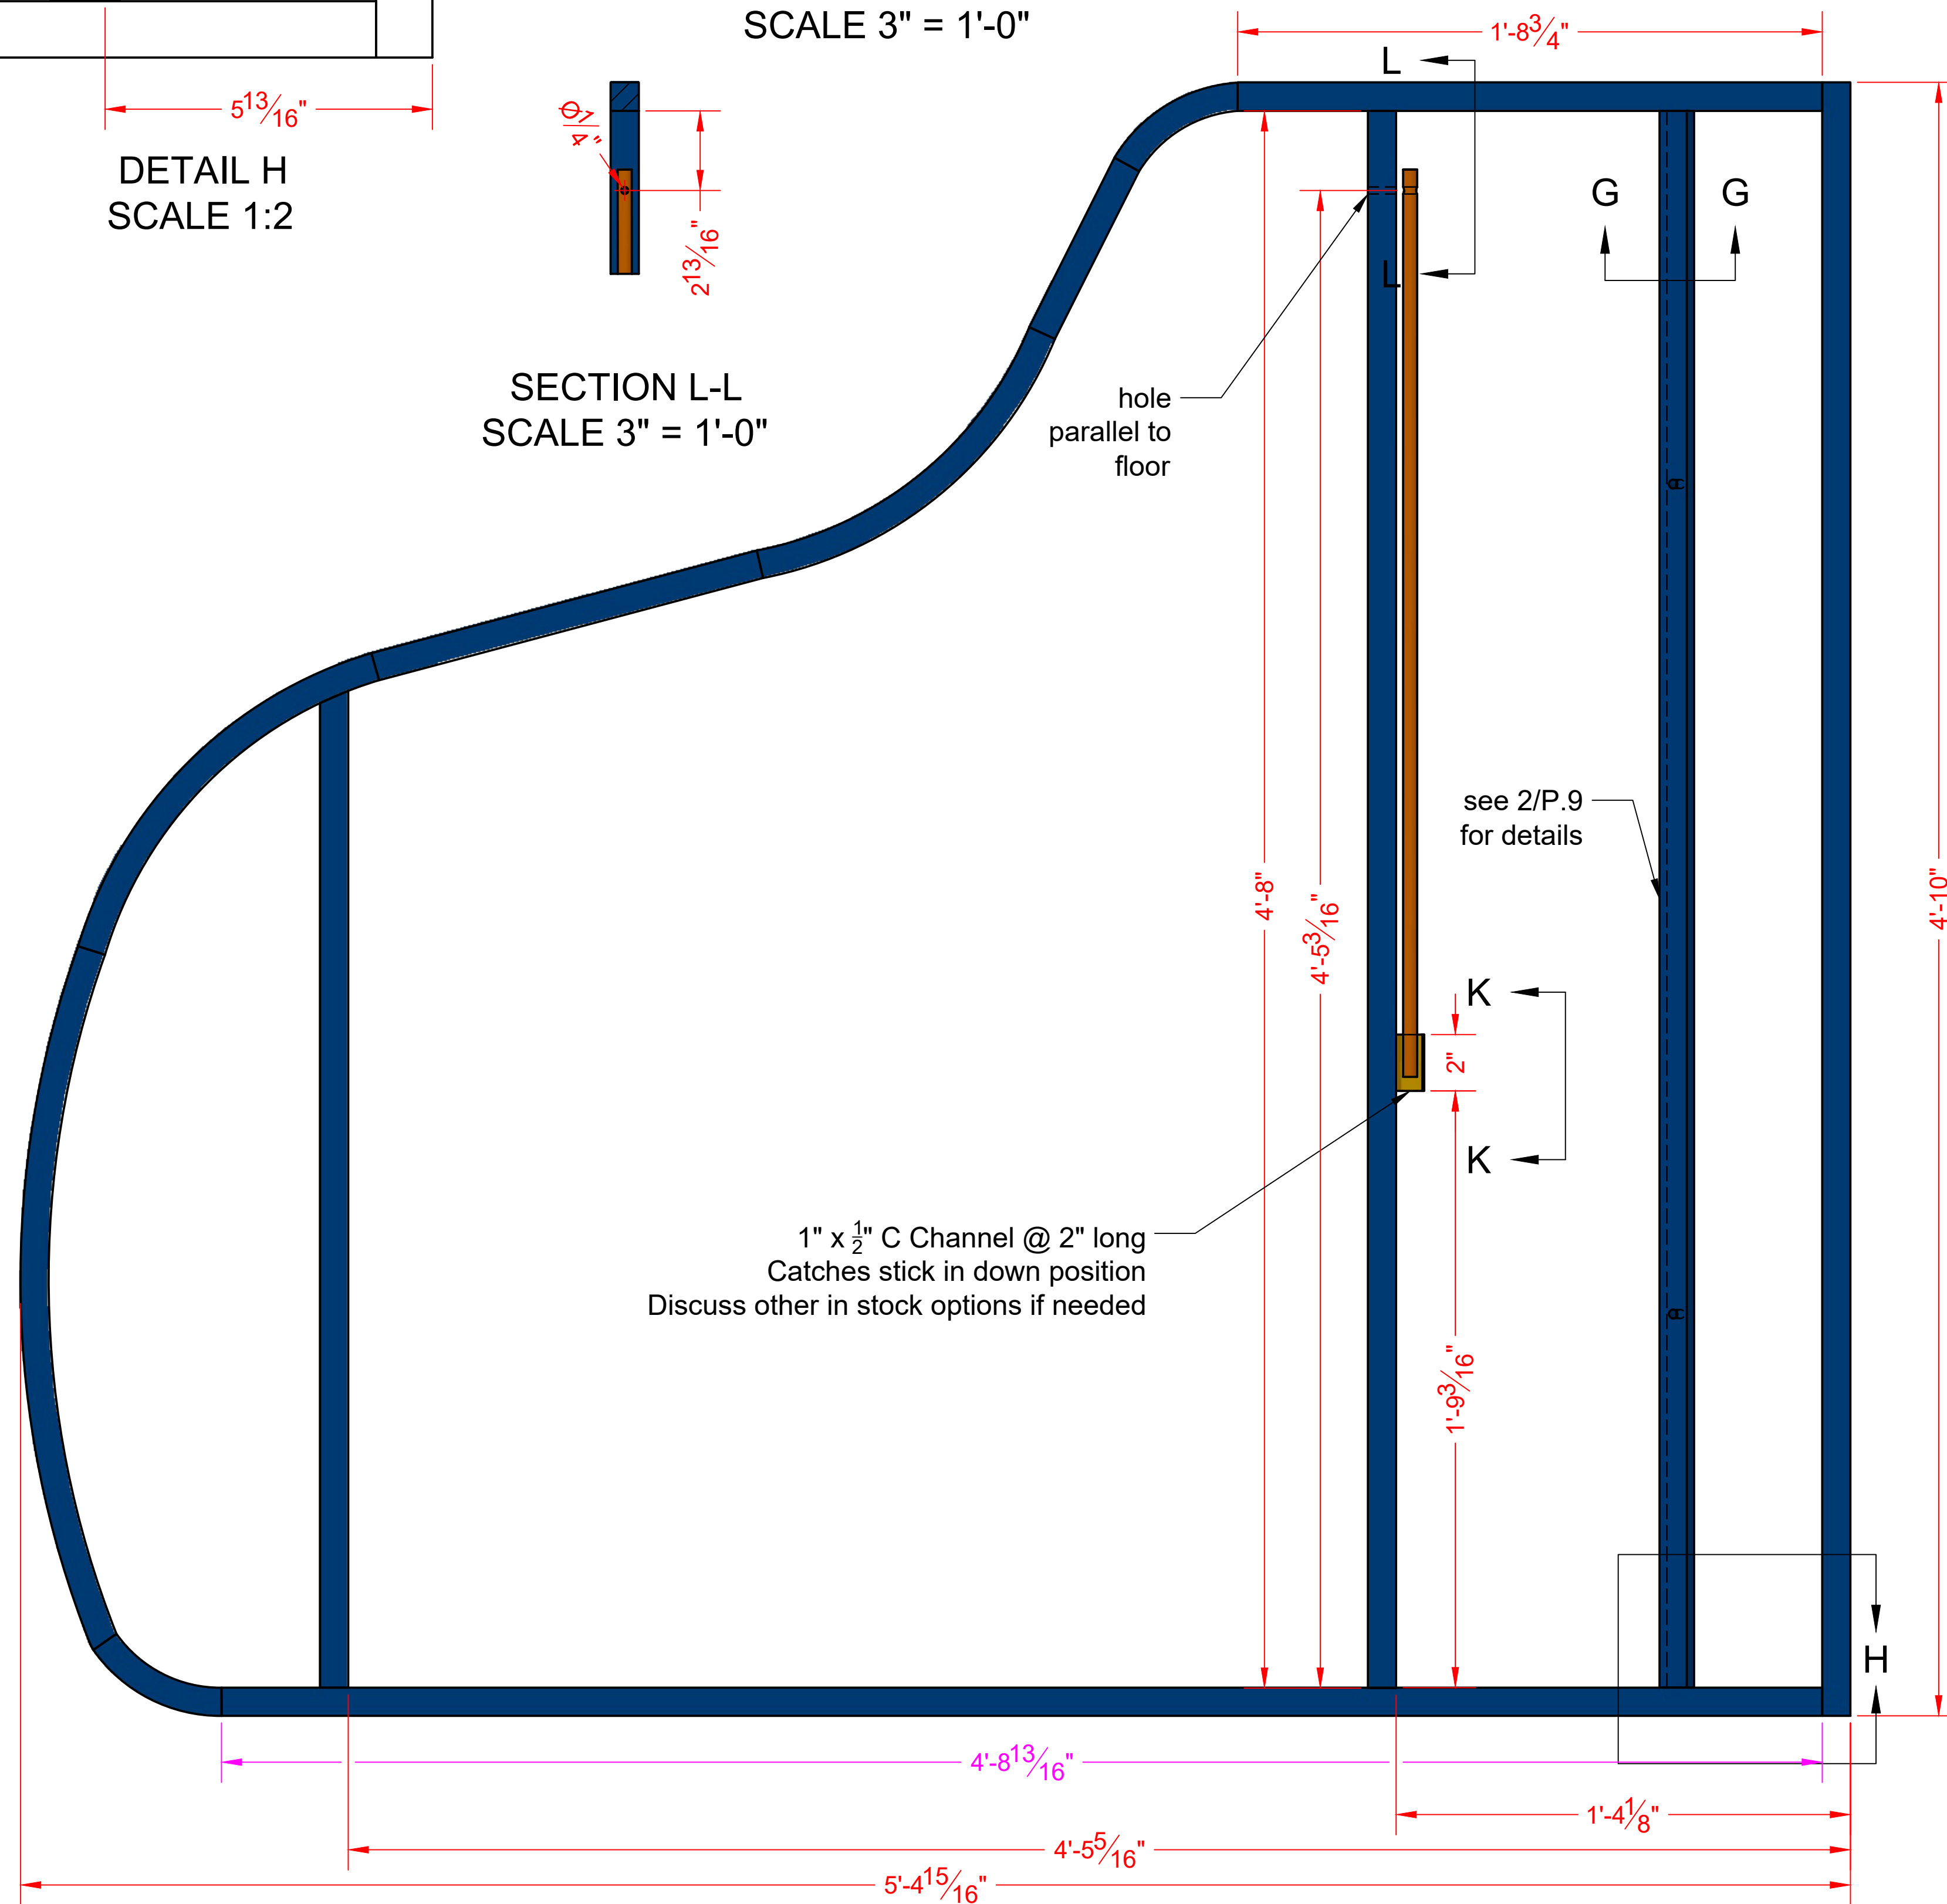 SCALE 3" = 1'-0"
5 13/16"
DETAIL H
SCALE 1:2
Ø1/4"
2 13/16"
SECTION L-L
SCALE 3" = 1'-0"
1'-8 3/4"
L
L
G
G
hole
parallel to
floor
see 2/P.9
for details
4'-8"
4'-5 3/16"
4'-10"
K
K
2"
1" x 1/2" C Channel @ 2" long
Catches stick in down position
Discuss other in stock options if needed
1'-9 3/16"
H
4'-8 13/16"
1'-4 1/8"
4'-5 5/16"
5'-4 15/16"